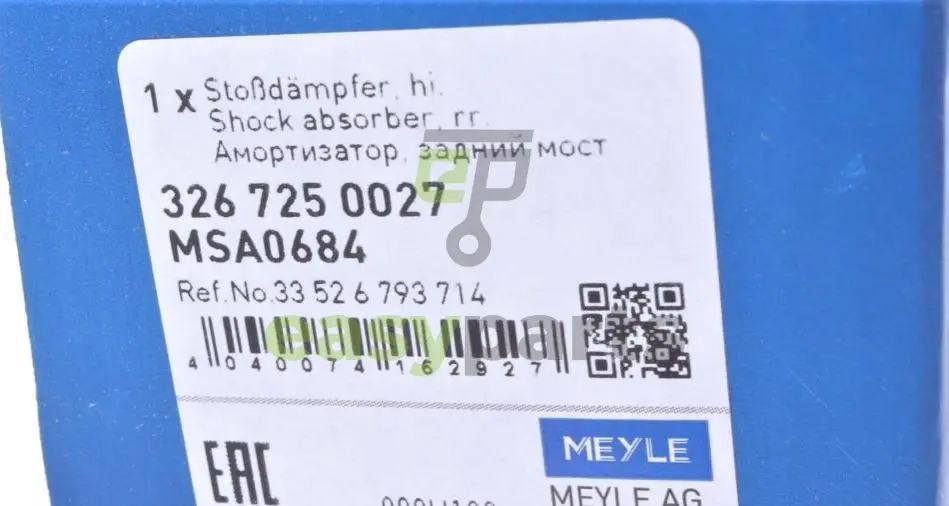 1 x Stoßdämpfer, hi.
Shock absorber, rr.
Амортизатор, задний мост
326 725 0027
MSA0684
Ref.No.33 52 6 793 714
easypart
4 040074 162927
EAC
MEYLE
MEYLE AG